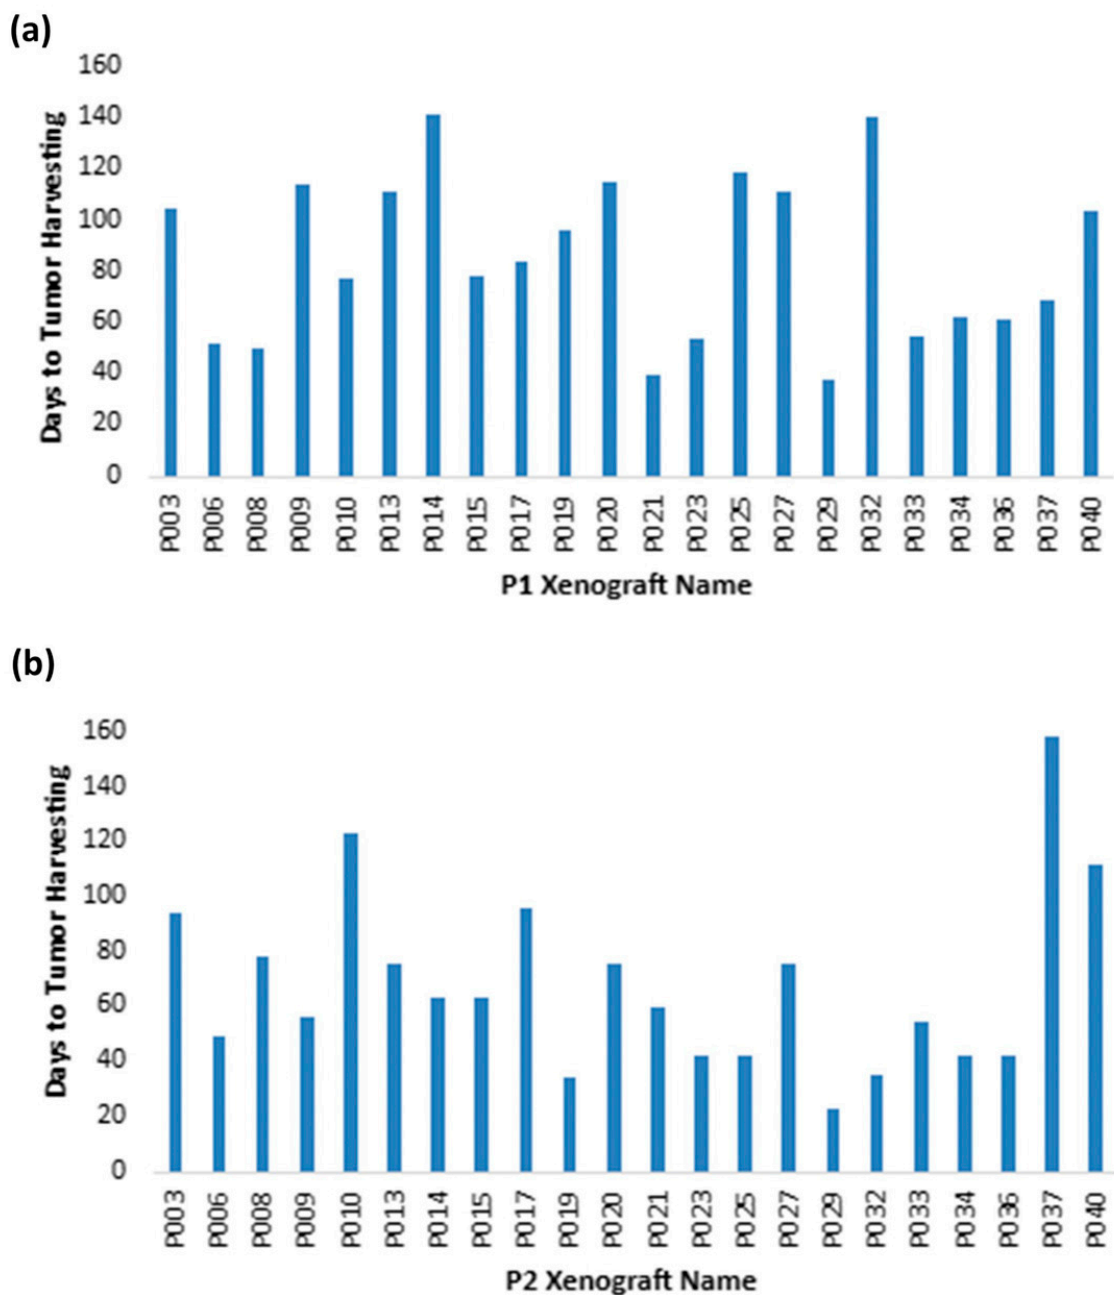 (a)
Days to Tumor Harvesting
160
140
120
100
80
60
40
20
0
P003
P006
P008
P009
P010
P013
P014
P015
P017
P019
P020
P021
P023
P025
P027
P029
P032
P033
P034
P036
P037
P040
P1 Xenograft Name
(b)
Days to Tumor Harvesting
160
140
120
100
80
60
40
20
0
P003
P006
P008
P009
P010
P013
P014
P015
P017
P019
P020
P021
P023
P025
P027
P029
P032
P033
P034
P036
P037
P040
P2 Xenograft Name